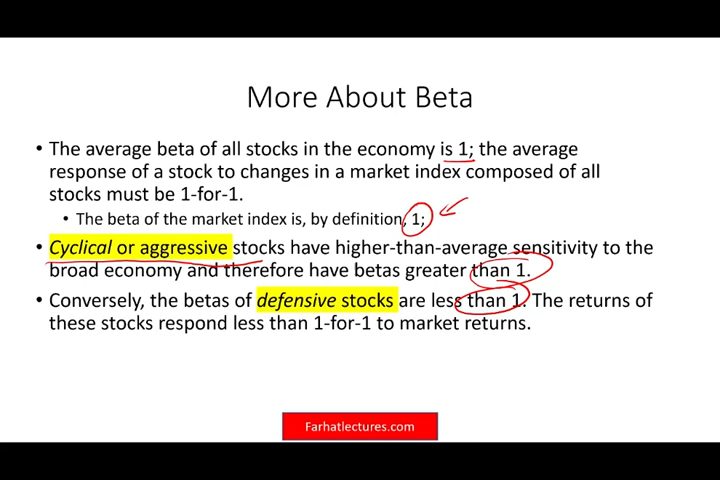 More About Beta
• The average beta of all stocks in the economy is 1; the average
response of a stock to changes in a market index composed of all
stocks must be 1-for-1.
• The beta of the market index is, by definition, 1;
• Cyclical or aggressive stocks have higher-than-average sensitivity to the
broad economy and therefore have betas greater than 1.
• Conversely, the betas of defensive stocks are less than 1. The returns of
these stocks respond less than 1-for-1 to market returns.
Farhatlectures.com